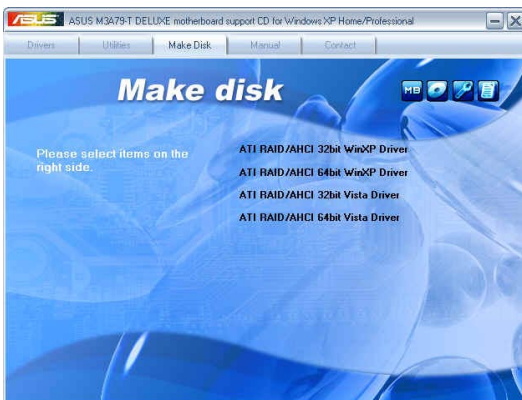 ASUS ASUS M3A79-T DELUXE motherboard support CD for Windows XP Home/Professional
Drivers Utilities Make Disk Manual Contact
Make disk
MB
Please select items on the
right side.
ATI RAID/AHCI 32bit WinXP Driver
ATI RAID/AHCI 64bit WinXP Driver
ATI RAID/AHCI 32bit Vista Driver
ATI RAID/AHCI 64bit Vista Driver